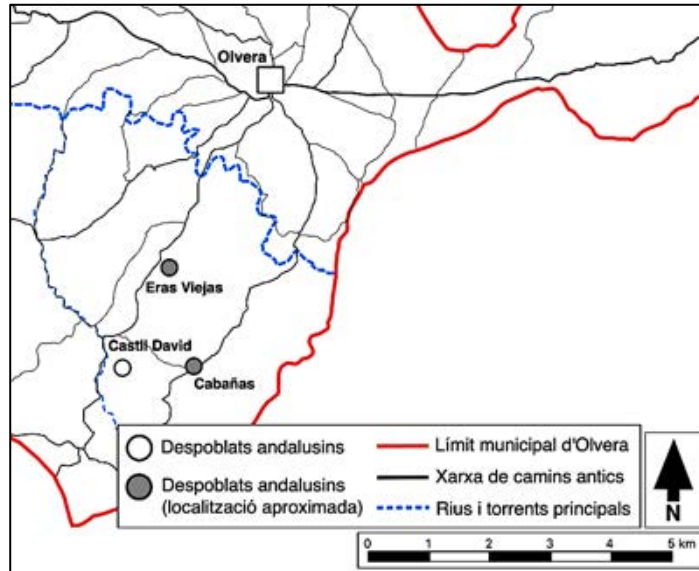 Olvera
Eras Viejas
Castil David
Cabañas
Despoblats andalusins
Despoblats andalusins
(localització aproximada)
Límit municipal d'Olvera
Xarxa de camins antics
Rius i torrents principals
N
0 1 2 3 4 5 km